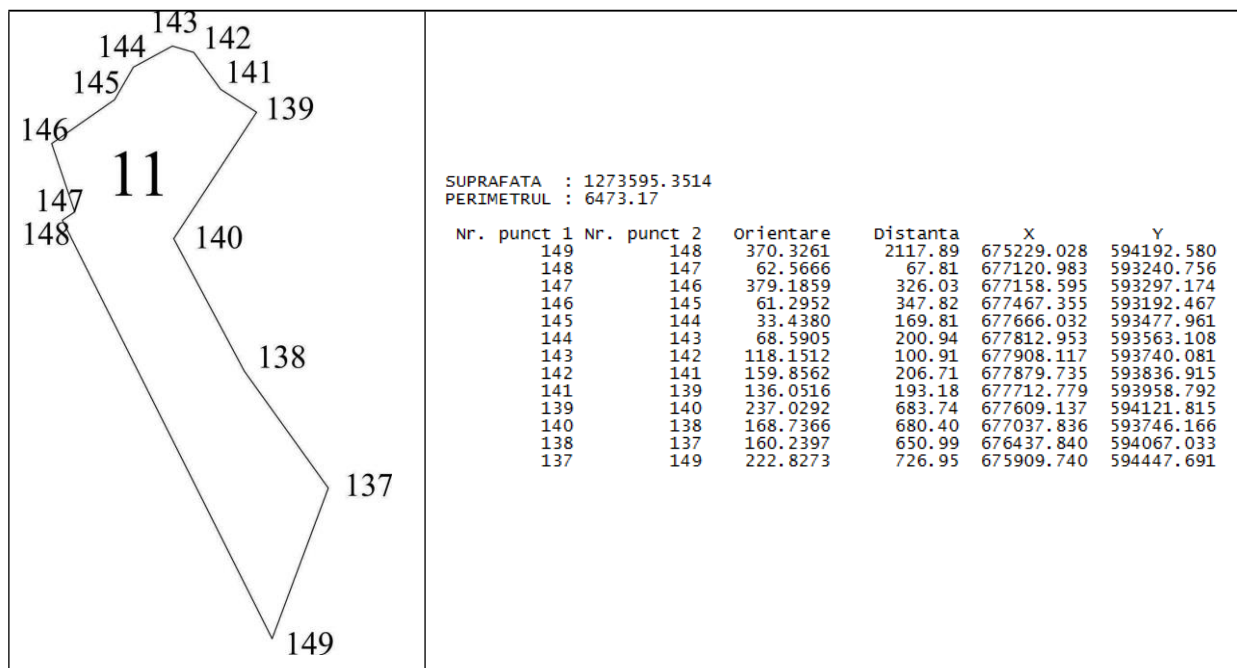 143
142
144
141
145
139
146
11
147
148
140
138
137
149
SUPRAFATA : 1273595.3514
PERIMETRUL : 6473.17
Nr. punct 1 Nr. punct 2 Orientare Distanta X Y
149 148 370.3261 2117.89 675229.028 594192.580
148 147 62.5666 67.81 677120.983 593240.756
147 146 379.1859 326.03 677158.595 593297.174
146 145 61.2952 347.82 677467.355 593192.467
145 144 33.4380 169.81 677666.032 593477.961
144 143 68.5905 200.94 677812.953 593563.108
143 142 118.1512 100.91 677908.117 593740.081
142 141 159.8562 206.71 677879.735 593836.915
141 139 136.0516 193.18 677712.779 593958.792
139 140 237.0292 683.74 677609.137 594121.815
140 138 168.7366 680.40 677037.836 593746.166
138 137 160.2397 650.99 676437.840 594067.033
137 149 222.8273 726.95 675909.740 594447.691